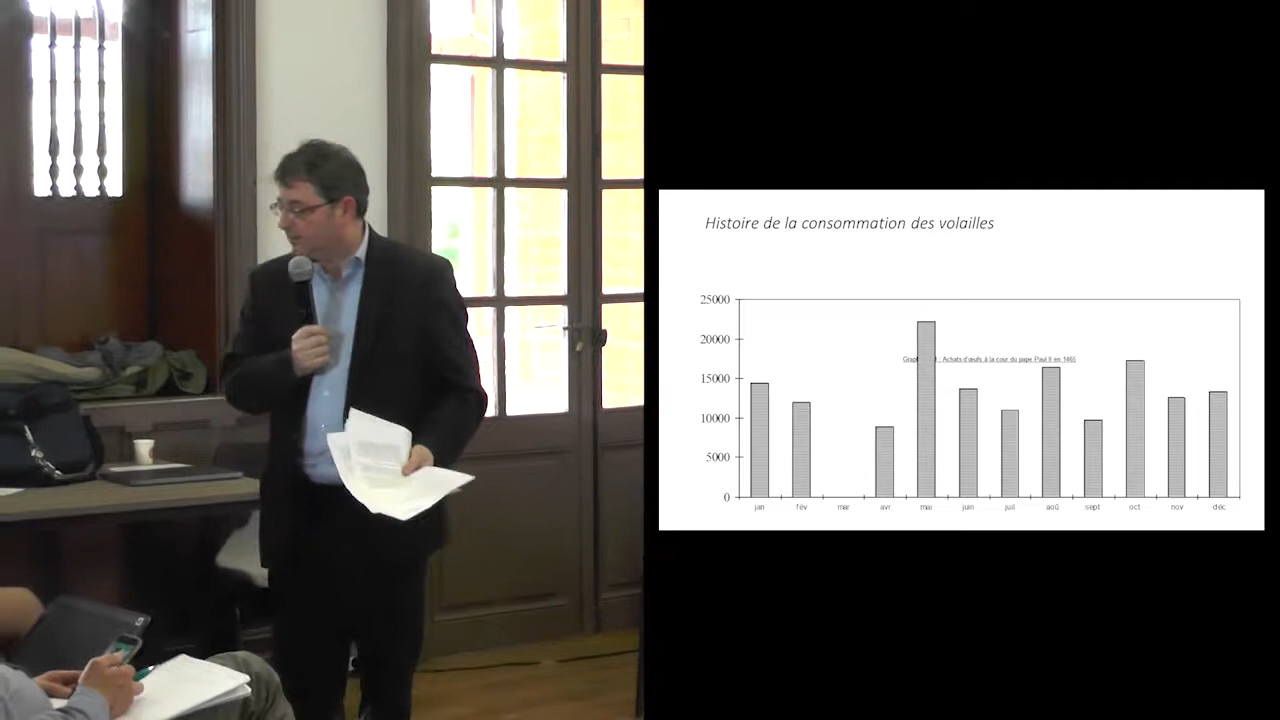 Histoire de la consommation des volailles
25000
20000
15000
10000
5000
0
: Achats d'œufs à la cour du pape Paul II en 1465
jan fév mar avr mai juin juil aoû sept oct nov déc